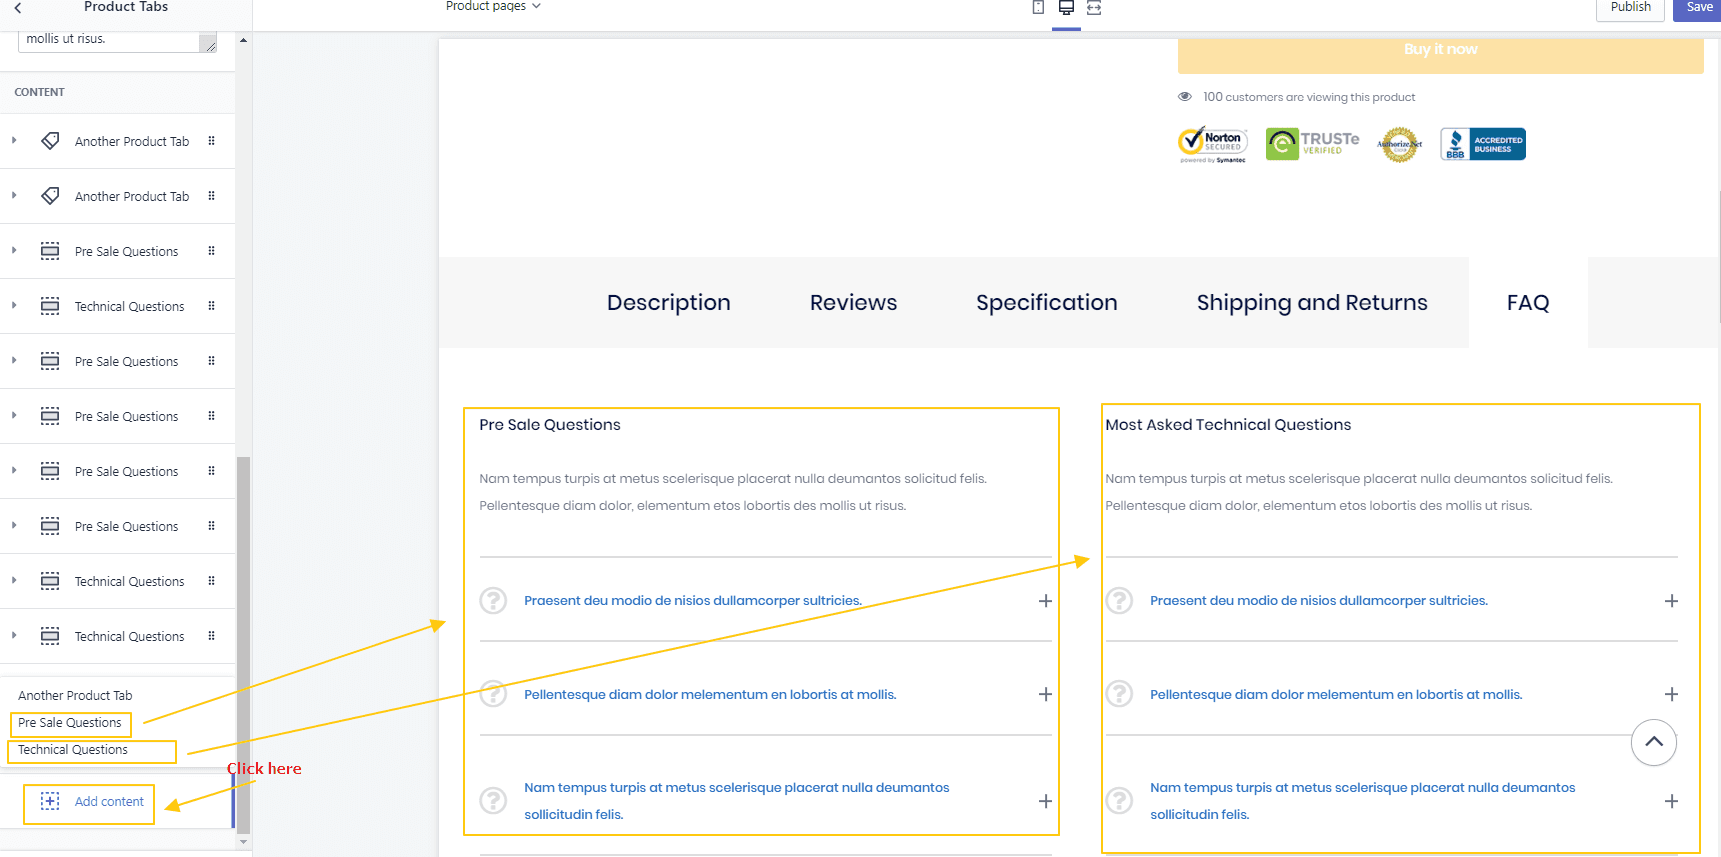 Product Tabs
Product pages
Publish
Save
mollis ut risus.
CONTENT
Another Product Tab
Another Product Tab
Pre Sale Questions
Technical Questions
Pre Sale Questions
Pre Sale Questions
Pre Sale Questions
Pre Sale Questions
Technical Questions
Technical Questions
Another Product Tab
Pre Sale Questions
Technical Questions
Click here
Add content
Buy it now
100 customers are viewing this product
Norton
SECURED
powered by Symantec
TRUSTe
VERIFIED
Authorize.Net
BBB
ACCREDITED
BUSINESS
Description
Reviews
Specification
Shipping and Returns
FAQ
Pre Sale Questions
Nam tempus turpis at metus scelerisque placerat nulla deumantos solicitud felis.
Pellentesque diam dolor, elementum etos lobortis des mollis ut risus.
Praesent deu modio de nisios dullamcorper sultricies.
Pellentesque diam dolor melementum en lobortis at mollis.
Nam tempus turpis at metus scelerisque placerat nulla deumantos
sollicitudin felis.
Most Asked Technical Questions
Nam tempus turpis at metus scelerisque placerat nulla deumantos solicitud felis.
Pellentesque diam dolor, elementum etos lobortis des mollis ut risus.
Praesent deu modio de nisios dullamcorper sultricies.
Pellentesque diam dolor melementum en lobortis at mollis.
Nam tempus turpis at metus scelerisque placerat nulla deumantos
sollicitudin felis.